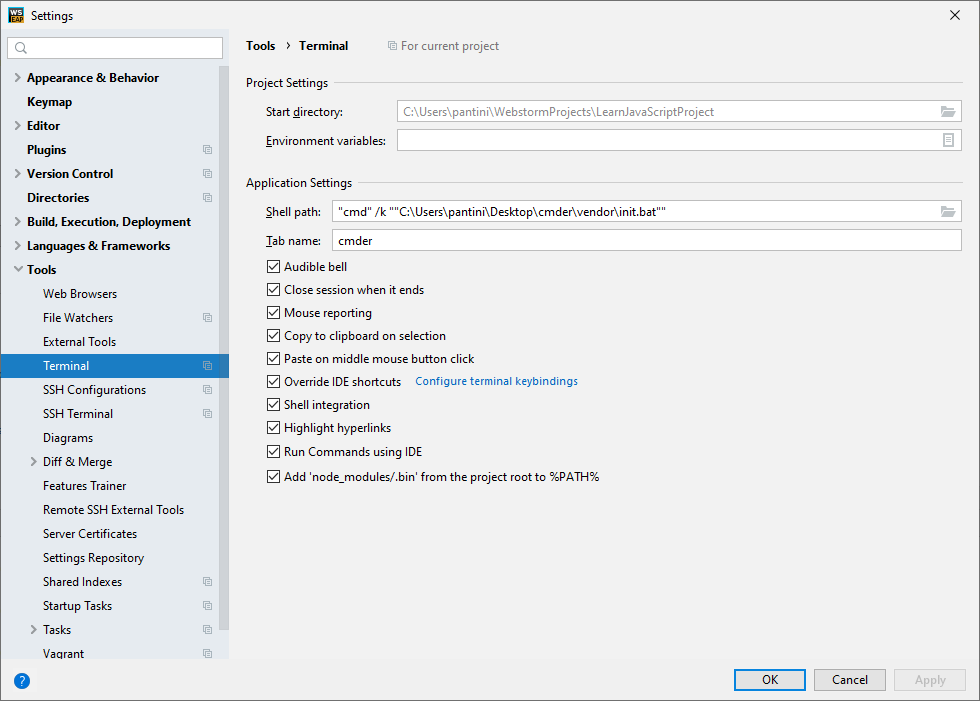 WS
EAP
Settings
Appearance & Behavior
Keymap
Editor
Plugins
Version Control
Directories
Build, Execution, Deployment
Languages & Frameworks
Tools
Web Browsers
File Watchers
External Tools
Terminal
SSH Configurations
SSH Terminal
Diagrams
Diff & Merge
Features Trainer
Remote SSH External Tools
Server Certificates
Settings Repository
Shared Indexes
Startup Tasks
Tasks
Vagrant
?
Tools › Terminal For current project
Project Settings
Start directory: C:\Users\pantini\WebstormProjects\LearnJavaScriptProject
Environment variables:
Application Settings
Shell path: "cmd" /k ""C:\Users\pantini\Desktop\cmder\vendor\init.bat""
Tab name: cmder
Audible bell
Close session when it ends
Mouse reporting
Copy to clipboard on selection
Paste on middle mouse button click
Override IDE shortcuts Configure terminal keybindings
Shell integration
Highlight hyperlinks
Run Commands using IDE
Add 'node_modules/.bin' from the project root to %PATH%
OK Cancel Apply